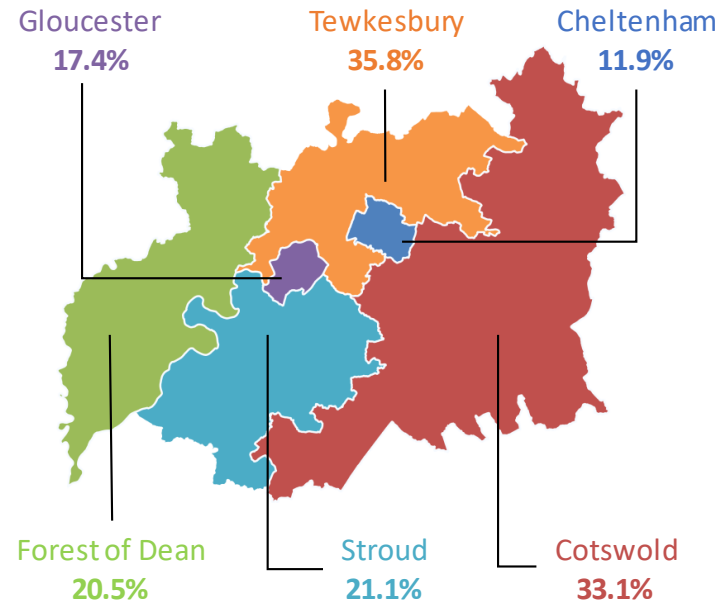 Gloucester
17.4%
Tewkesbury
35.8%
Cheltenham
11.9%
Forest of Dean
20.5%
Stroud
21.1%
Cotswold
33.1%